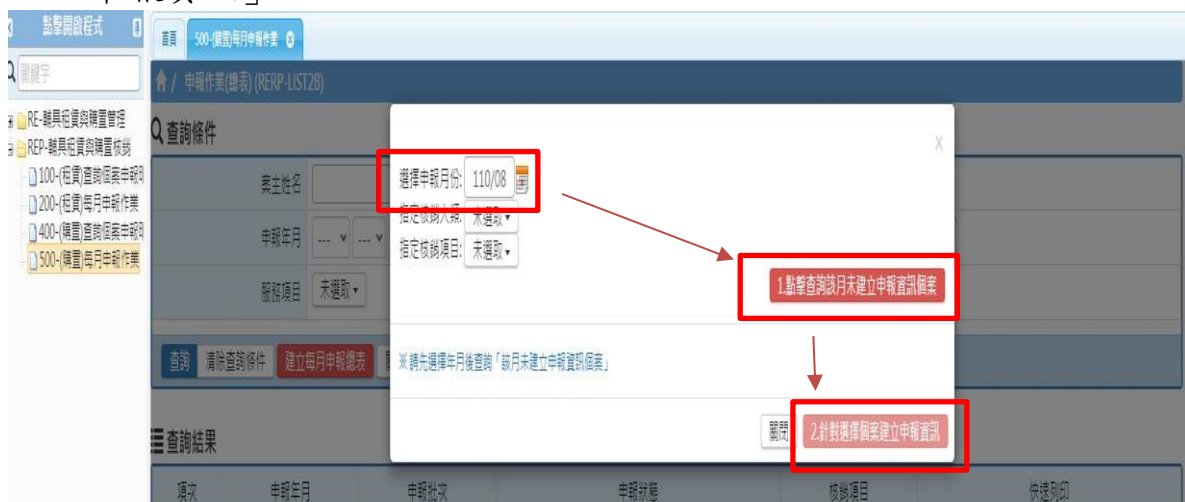 點擊開啟程式
關鍵字
RE-輔具租賃與購置管理
REP-輔具租賃與購置核銷
100-(租賃)查詢個案申報
200-(租賃)每月申報作業
400-(購置)查詢個案申報
500-(購置)每月申報作業
首頁 500-(購置)每月申報作業
/ 申報作業(總表) (RERP-LIST2B)
查詢條件
案主姓名
申報年月 --- ---
服務項目 未選取
查詢 清除查詢條件 建立每月申報總表
X
選擇申報月份: 110/08
指定核銷大類: 未選取
指定核銷項目: 未選取
1.點擊查詢該月未建立申報資訊個案
※請先選擇年月後查詢「該月未建立申報資訊個案」
關閉 2.針對選擇個案建立申報資訊
查詢結果
項次 申報年月 申報批次 申報狀態 核銷項目 快速列印